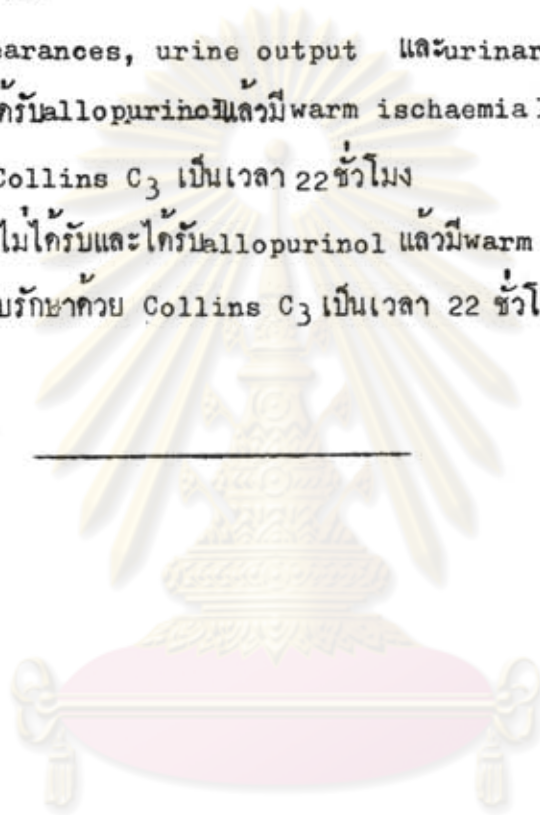 earances, urine output และurinar
ด้รับallopurinolแล้วมีwarm ischaemia
Collins C3 เป็นเวลา 22 ชั่วโมง
ไม่ได้รับและได้รับallopurinol แล้วมีwarm
บรักษาด้วย Collins C3 เป็นเวลา 22 ชั่วโ